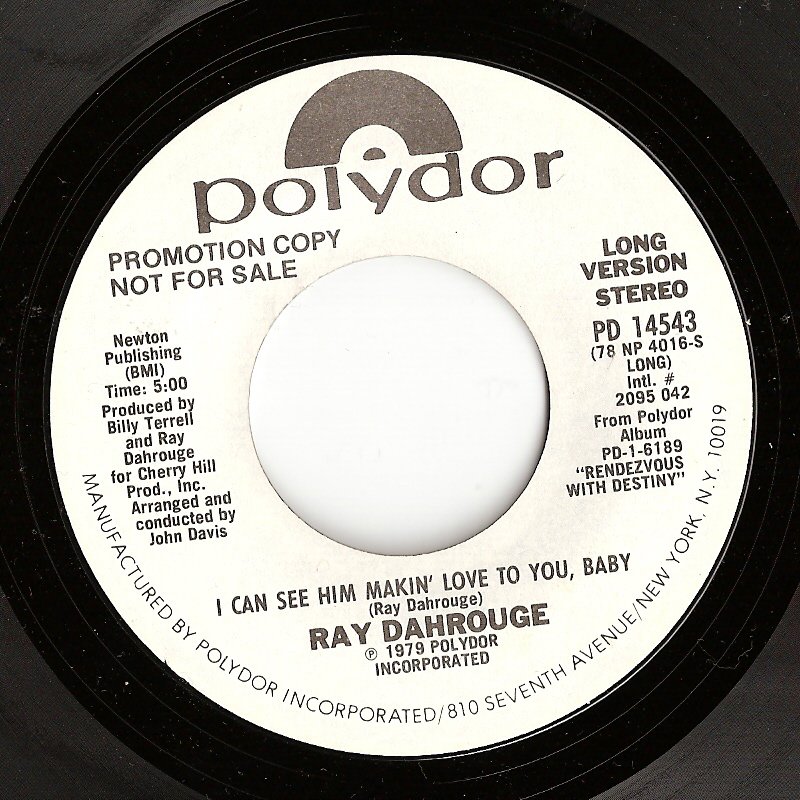 polydor
PROMOTION COPY
NOT FOR SALE
LONG
VERSION
STEREO
PD 14543
(78 NP 4016-S
LONG)
Intl. #
2095 042
From Polydor
Album
PD-1-6189
"RENDEZVOUS
WITH DESTINY"
Newton
Publishing
(BMI)
Time: 5:00
Produced by
Billy Terrell
and Ray
Dahrouge
for Cherry Hill
Prod., Inc.
Arranged and
conducted by
John Davis
I CAN SEE HIM MAKIN' LOVE TO YOU, BABY
(Ray Dahrouge)
RAY DAHROUGE
℗ 1979 POLYDOR
INCORPORATED
MANUFACTURED BY POLYDOR INCORPORATED/810 SEVENTH AVENUE/NEW YORK, N.Y. 10019